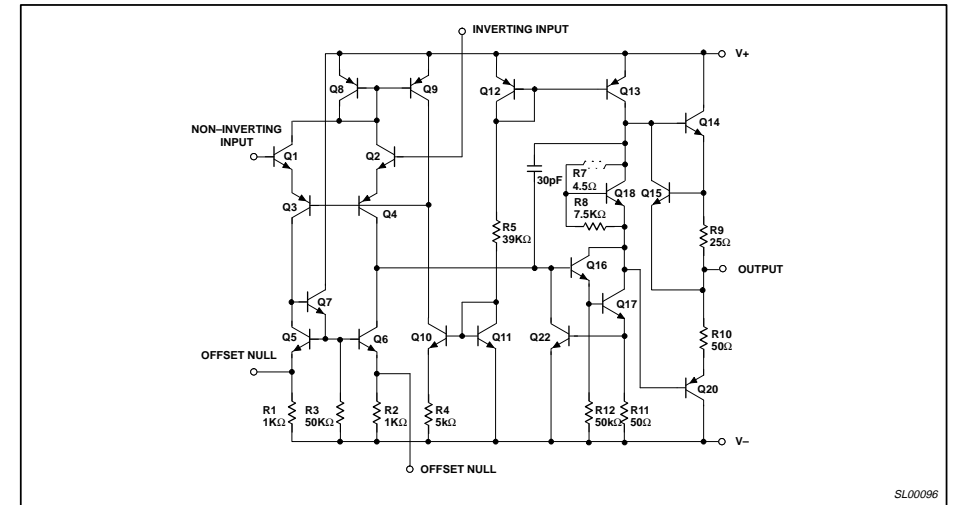 INVERTING INPUT
V+
Q8
Q9
Q12
Q13
Q14
NON–INVERTING
INPUT
Q1
Q2
30pF
R7
4.5Ω
Q18
Q15
Q3
Q4
R8
7.5KΩ
R5
39KΩ
R9
25Ω
Q16
OUTPUT
Q7
Q17
Q5
Q6
Q10
Q11
Q22
R10
50Ω
OFFSET NULL
Q20
R1
1KΩ
R3
50KΩ
R2
1KΩ
R4
5kΩ
R12
50kΩ
R11
50Ω
V–
OFFSET NULL
SL00096